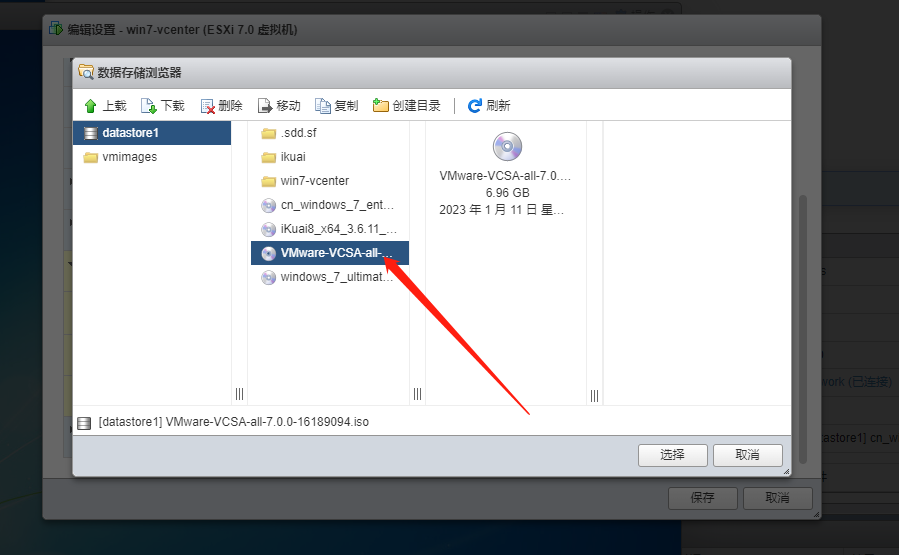 编辑设置 - win7-vcenter (ESXi 7.0 虚拟机)
数据存储浏览器
上载 下载 删除 移动 复制 创建目录 刷新
datastore1
vmimages
.sdd.sf
ikuai
win7-vcenter
cn_windows_7_ent...
iKuai8_x64_3.6.11_...
VMware-VCSA-all-...
windows_7_ultimat...
VMware-VCSA-all-7.0....
6.96 GB
2023 年 1 月 11 日 星...
work (已连接)
[datastore1] VMware-VCSA-all-7.0.0-16189094.iso
astore1] cn_w
选择 取消
保存 取消